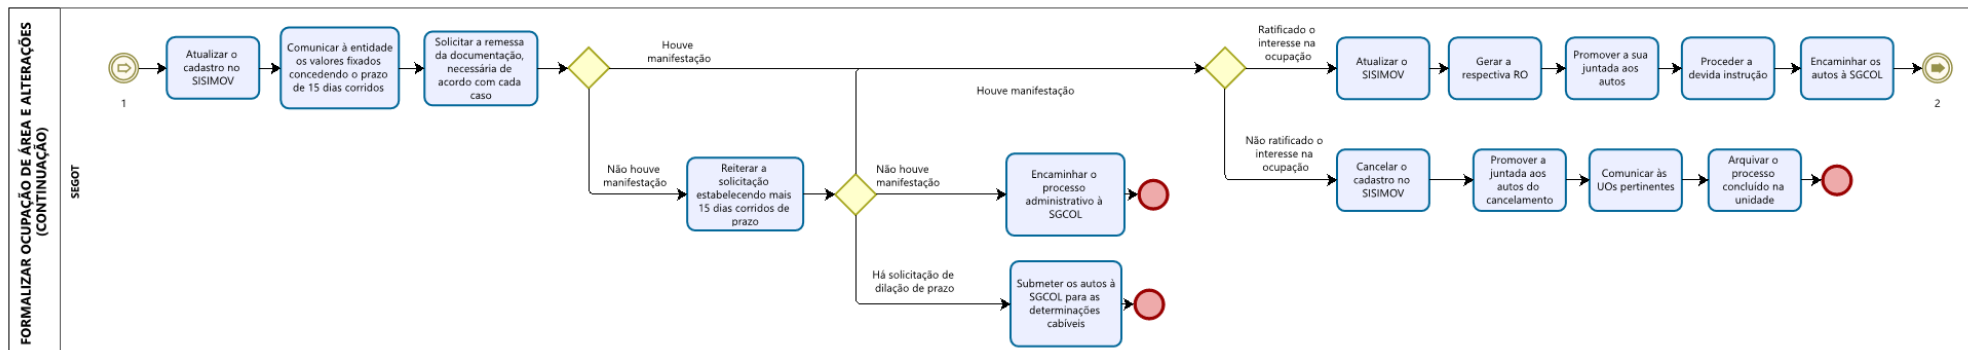 FORMALIZAR OCUPAÇÃO DE ÁREA E ALTERAÇÕES
(CONTINUAÇÃO)
SEGOT
1
Atualizar o
cadastro no
SISIMOV
Comunicar à entidade
os valores fixados
concedendo o prazo
de 15 dias corridos
Solicitar a remessa
da documentação,
necessária de
acordo com cada
caso
Houve
manifestação
Não houve
manifestação
Reiterar a
solicitação
estabelecendo mais
15 dias corridos de
prazo
Houve manifestação
Não houve
manifestação
Encaminhar o
processo
administrativo à
SGCOL
Há solicitação de
dilação de prazo
Submeter os autos à
SGCOL para as
determinações
cabíveis
Ratificado o
interesse na
ocupação
Atualizar o
SISIMOV
Gerar a
respectiva RO
Promover a sua
juntada aos
autos
Proceder a
devida instrução
Encaminhar os
autos à SGCOL
2
Não ratificado o
interesse na
ocupação
Cancelar o
cadastro no
SISIMOV
Promover a
juntada aos
autos do
cancelamento
Comunicar às
UOs pertinentes
Arquivar o
processo
concluído na
unidade